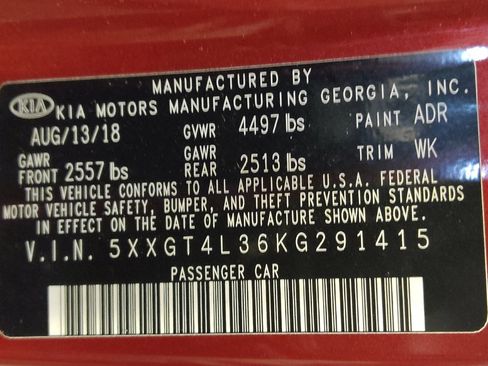 MANUFACTURED BY
KIA KIA MOTORS MANUFACTURING GEORGIA, INC.
AUG/13/18 GVWR 4497 lbs PAINT ADR
GAWR FRONT 2557 lbs GAWR REAR 2513 lbs TRIM WK
THIS VEHICLE CONFORMS TO ALL APPLICABLE U.S.A. FEDERAL
MOTOR VEHICLE SAFETY, BUMPER, AND THEFT PREVENTION STANDARDS
IN EFFECT ON THE DATE OF MANUFACTURE SHOWN ABOVE.
V.I.N. 5XXGT4L36KG291415
PASSENGER CAR